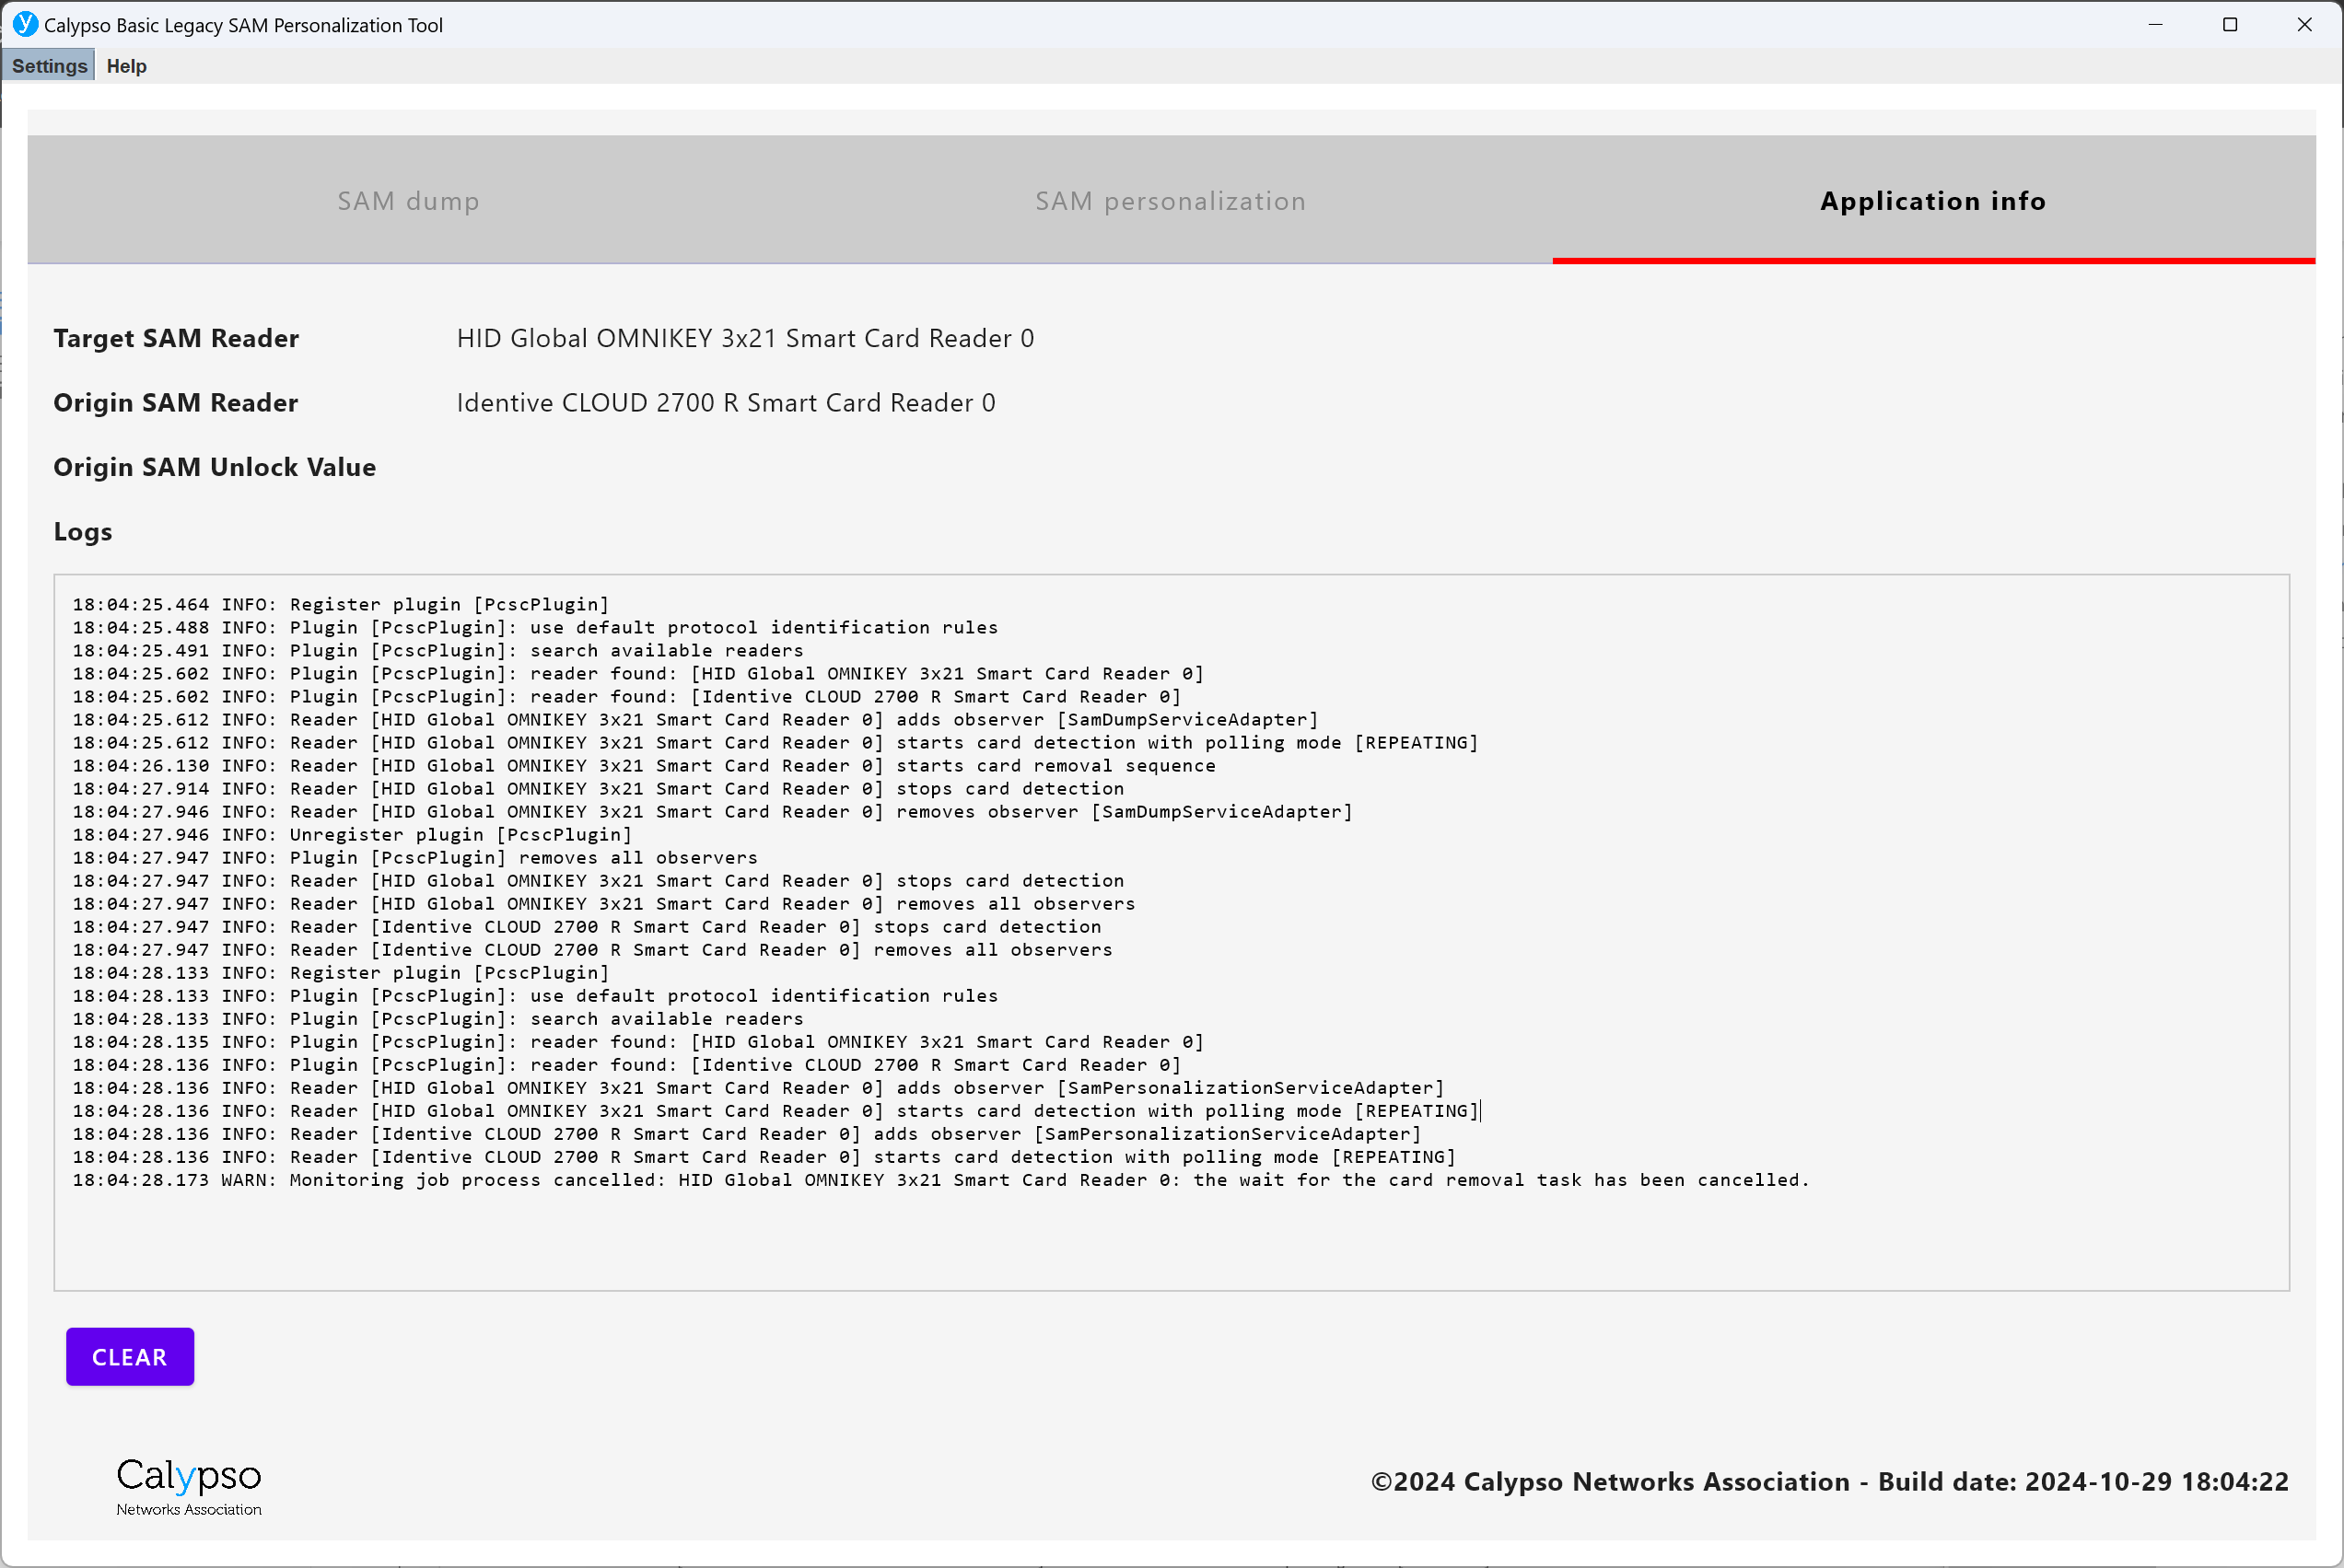 Calypso Basic Legacy SAM Personalization Tool
Settings Help
SAM dump SAM personalization Application info
Target SAM Reader HID Global OMNIKEY 3x21 Smart Card Reader 0
Origin SAM Reader Identive CLOUD 2700 R Smart Card Reader 0
Origin SAM Unlock Value
Logs
18:04:25.464 INFO: Register plugin [PcscPlugin]
18:04:25.488 INFO: Plugin [PcscPlugin]: use default protocol identification rules
18:04:25.491 INFO: Plugin [PcscPlugin]: search available readers
18:04:25.602 INFO: Plugin [PcscPlugin]: reader found: [HID Global OMNIKEY 3x21 Smart Card Reader 0]
18:04:25.602 INFO: Plugin [PcscPlugin]: reader found: [Identive CLOUD 2700 R Smart Card Reader 0]
18:04:25.612 INFO: Reader [HID Global OMNIKEY 3x21 Smart Card Reader 0] adds observer [SamDumpServiceAdapter]
18:04:25.612 INFO: Reader [HID Global OMNIKEY 3x21 Smart Card Reader 0] starts card detection with polling mode [REPEATING]
18:04:26.130 INFO: Reader [HID Global OMNIKEY 3x21 Smart Card Reader 0] starts card removal sequence
18:04:27.914 INFO: Reader [HID Global OMNIKEY 3x21 Smart Card Reader 0] stops card detection
18:04:27.946 INFO: Reader [HID Global OMNIKEY 3x21 Smart Card Reader 0] removes observer [SamDumpServiceAdapter]
18:04:27.946 INFO: Unregister plugin [PcscPlugin]
18:04:27.947 INFO: Plugin [PcscPlugin] removes all observers
18:04:27.947 INFO: Reader [HID Global OMNIKEY 3x21 Smart Card Reader 0] stops card detection
18:04:27.947 INFO: Reader [HID Global OMNIKEY 3x21 Smart Card Reader 0] removes all observers
18:04:27.947 INFO: Reader [Identive CLOUD 2700 R Smart Card Reader 0] stops card detection
18:04:27.947 INFO: Reader [Identive CLOUD 2700 R Smart Card Reader 0] removes all observers
18:04:28.133 INFO: Register plugin [PcscPlugin]
18:04:28.133 INFO: Plugin [PcscPlugin]: use default protocol identification rules
18:04:28.133 INFO: Plugin [PcscPlugin]: search available readers
18:04:28.135 INFO: Plugin [PcscPlugin]: reader found: [HID Global OMNIKEY 3x21 Smart Card Reader 0]
18:04:28.136 INFO: Plugin [PcscPlugin]: reader found: [Identive CLOUD 2700 R Smart Card Reader 0]
18:04:28.136 INFO: Reader [HID Global OMNIKEY 3x21 Smart Card Reader 0] adds observer [SamPersonalizationServiceAdapter]
18:04:28.136 INFO: Reader [HID Global OMNIKEY 3x21 Smart Card Reader 0] starts card detection with polling mode [REPEATING]
18:04:28.136 INFO: Reader [Identive CLOUD 2700 R Smart Card Reader 0] adds observer [SamPersonalizationServiceAdapter]
18:04:28.136 INFO: Reader [Identive CLOUD 2700 R Smart Card Reader 0] starts card detection with polling mode [REPEATING]
18:04:28.173 WARN: Monitoring job process cancelled: HID Global OMNIKEY 3x21 Smart Card Reader 0: the wait for the card removal task has been cancelled.
CLEAR
Calypso
Networks Association
©2024 Calypso Networks Association - Build date: 2024-10-29 18:04:22